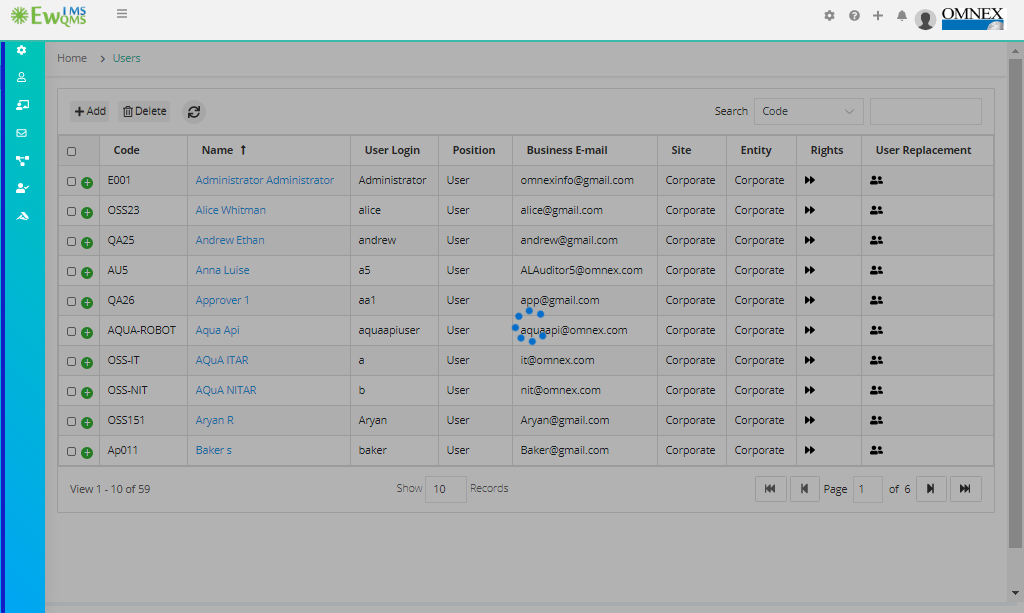 EwIMS QMS
OMNEX
Home > Users
+ Add Delete Search Code
Code Name ↑ User Login Position Business E-mail Site Entity Rights User Replacement
E001 Administrator Administrator Administrator User omnexinfo@gmail.com Corporate Corporate
OSS23 Alice Whitman alice User alice@gmail.com Corporate Corporate
QA25 Andrew Ethan andrew User andrew@gmail.com Corporate Corporate
AU5 Anna Luise a5 User ALAuditor5@omnex.com Corporate Corporate
QA26 Approver 1 aa1 User app@gmail.com Corporate Corporate
AQUA-ROBOT Aqua Api aquaapiuser User aquaapi@omnex.com Corporate Corporate
OSS-IT AQuA ITAR a User it@omnex.com Corporate Corporate
OSS-NIT AQuA NITAR b User nit@omnex.com Corporate Corporate
OSS151 Aryan R Aryan User Aryan@gmail.com Corporate Corporate
Ap011 Baker s baker User Baker@gmail.com Corporate Corporate
View 1 - 10 of 59 Show 10 Records Page 1 of 6